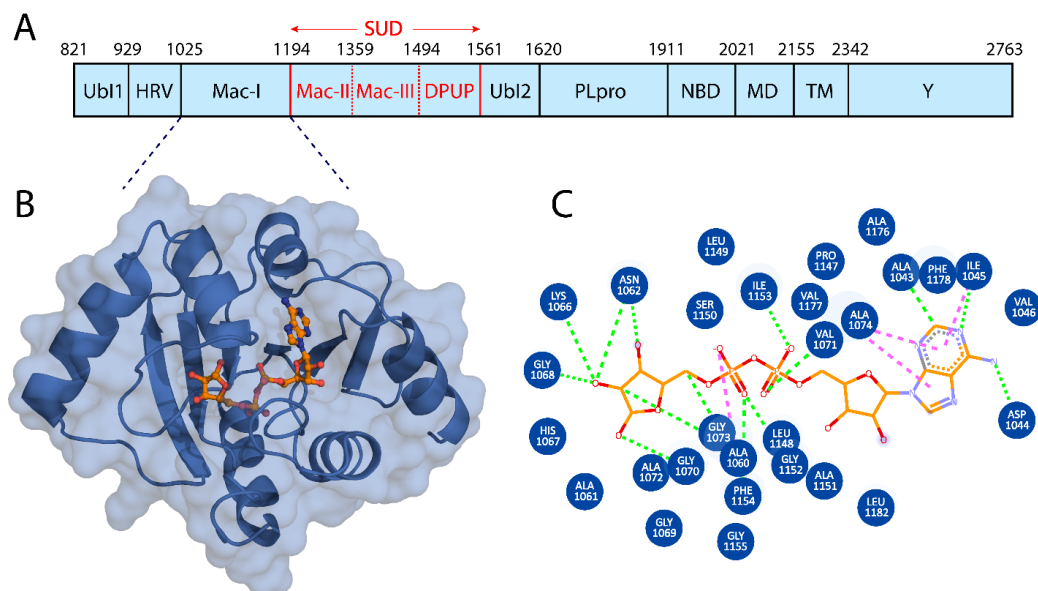 A
SUD
821 929 1025 1194 1359 1494 1561 1620 1911 2021 2155 2342 2763
Ubl1 HRV Mac-I Mac-II Mac-III DPUP Ubl2 PLpro NBD MD TM Y
B
C
ALA
1176
LEU
1149
PRO
1147
ALA
1043
PHE
1178
ILE
1045
ASN
1062
ILE
1153
LYS
1066
SER
1150
VAL
1177
VAL
1046
ALA
1074
VAL
1071
GLY
1068
ASP
1044
HIS
1067
GLY
1073
LEU
1148
ALA
1060
GLY
1070
GLY
1152
ALA
1072
ALA
1151
ALA
1061
PHE
1154
LEU
1182
GLY
1069
GLY
1155